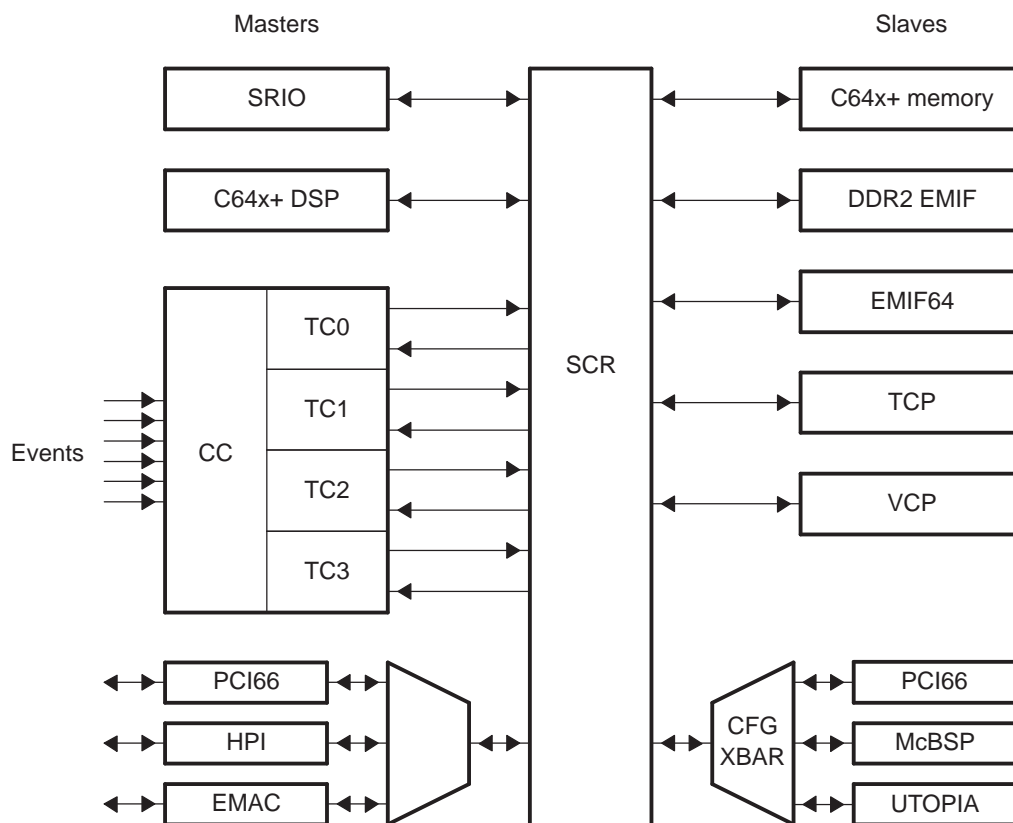 Masters
Slaves
SRIO
C64x+ memory
C64x+ DSP
DDR2 EMIF
TC0
EMIF64
SCR
TC1
TCP
Events
CC
TC2
VCP
TC3
PCI66
PCI66
HPI
CFG
XBAR
McBSP
EMAC
UTOPIA